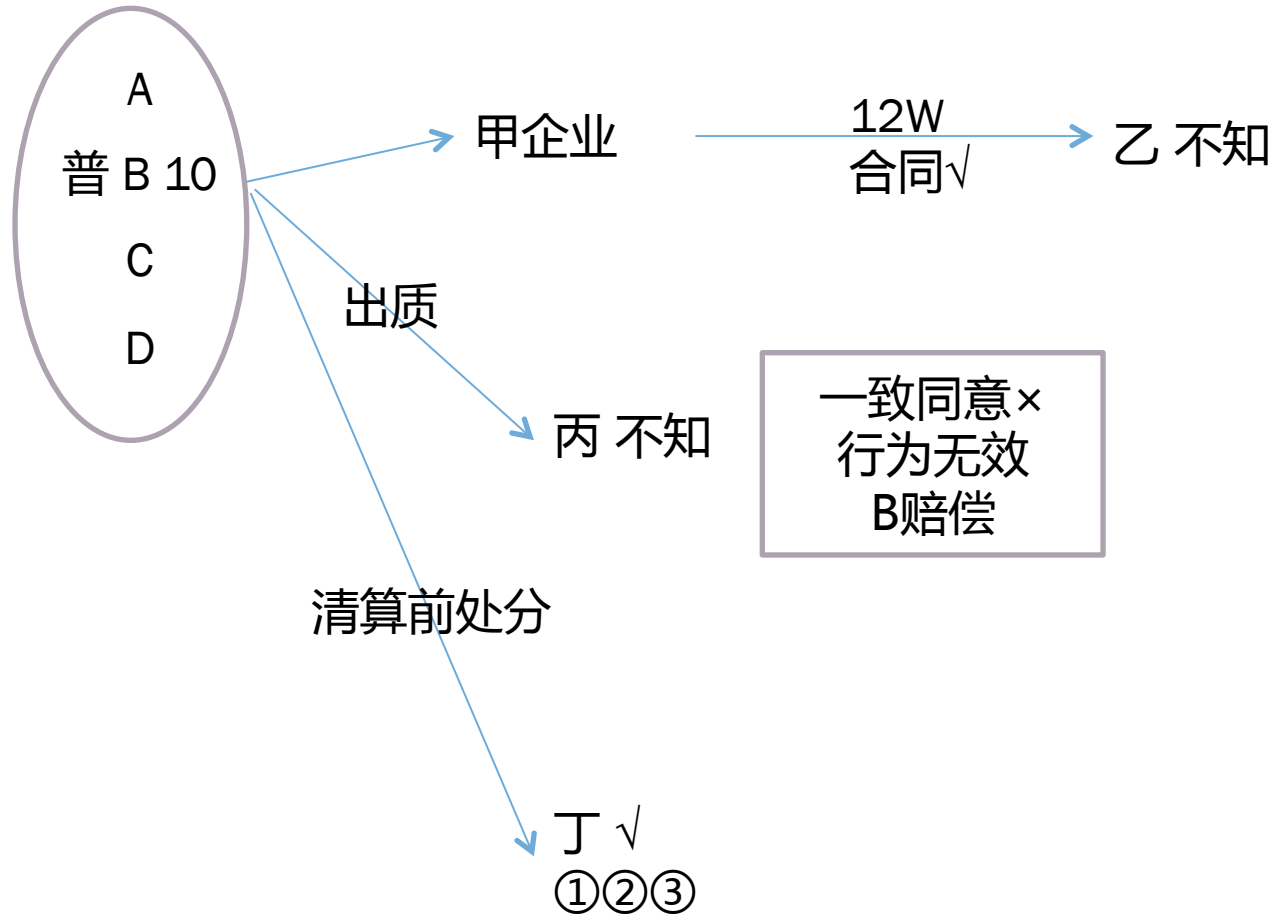 A
普 B 10
C
D
甲企业
12W
合同√
乙 不知
出质
丙 不知
一致同意×
行为无效
B赔偿
清算前处分
丁 √
①②③